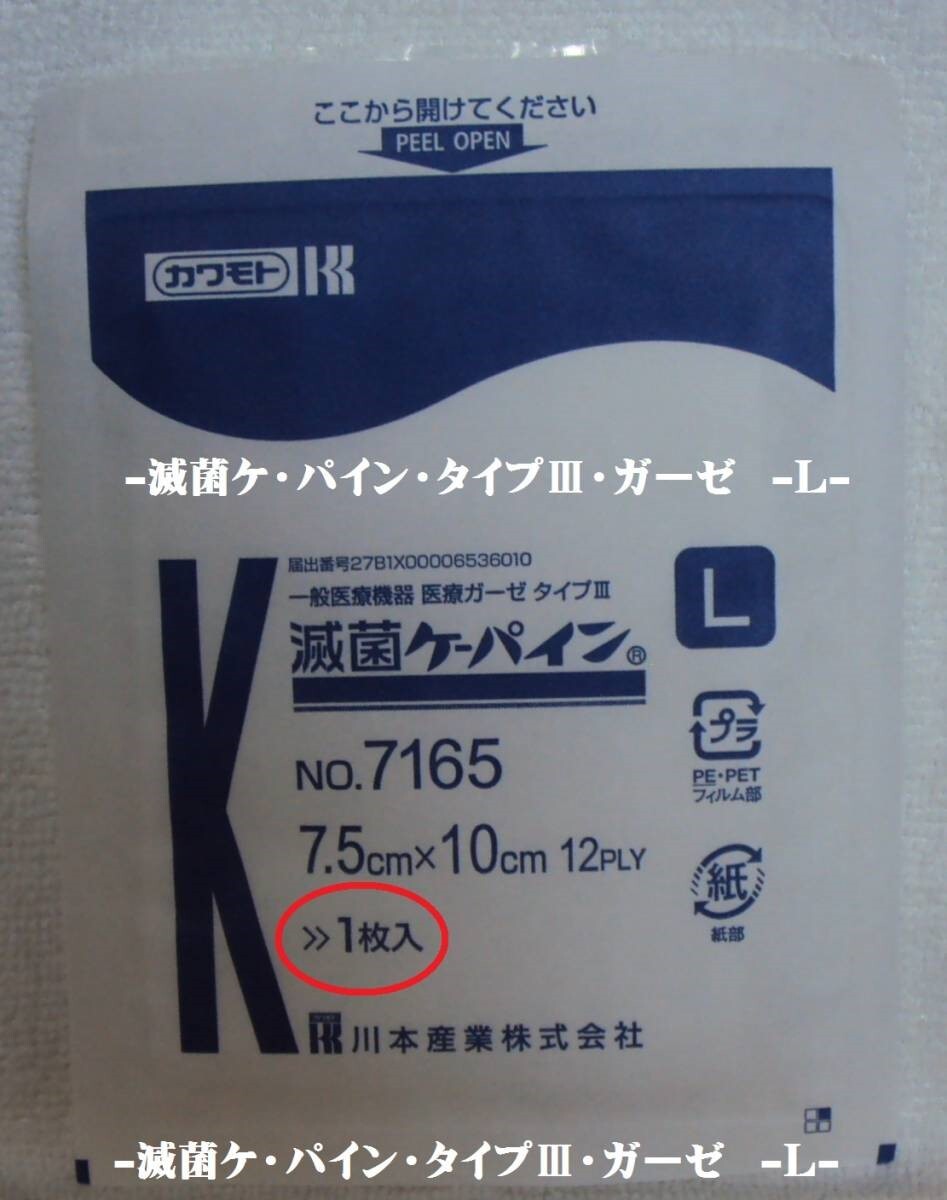 ここから開けてください
PEEL OPEN
カワモト
-滅菌ケ・パイン・タイプⅢ・ガーゼ -L-
K
届出番号27B1X00006536010
一般医療機器 医療ガーゼ タイプⅢ
滅菌ケーパイン®
L
NO.7165
プラ
PE・PET
フィルム部
7.5cm×10cm 12PLY
紙
紙部
≫1枚入
川本産業株式会社
-滅菌ケ・パイン・タイプⅢ・ガーゼ -L-